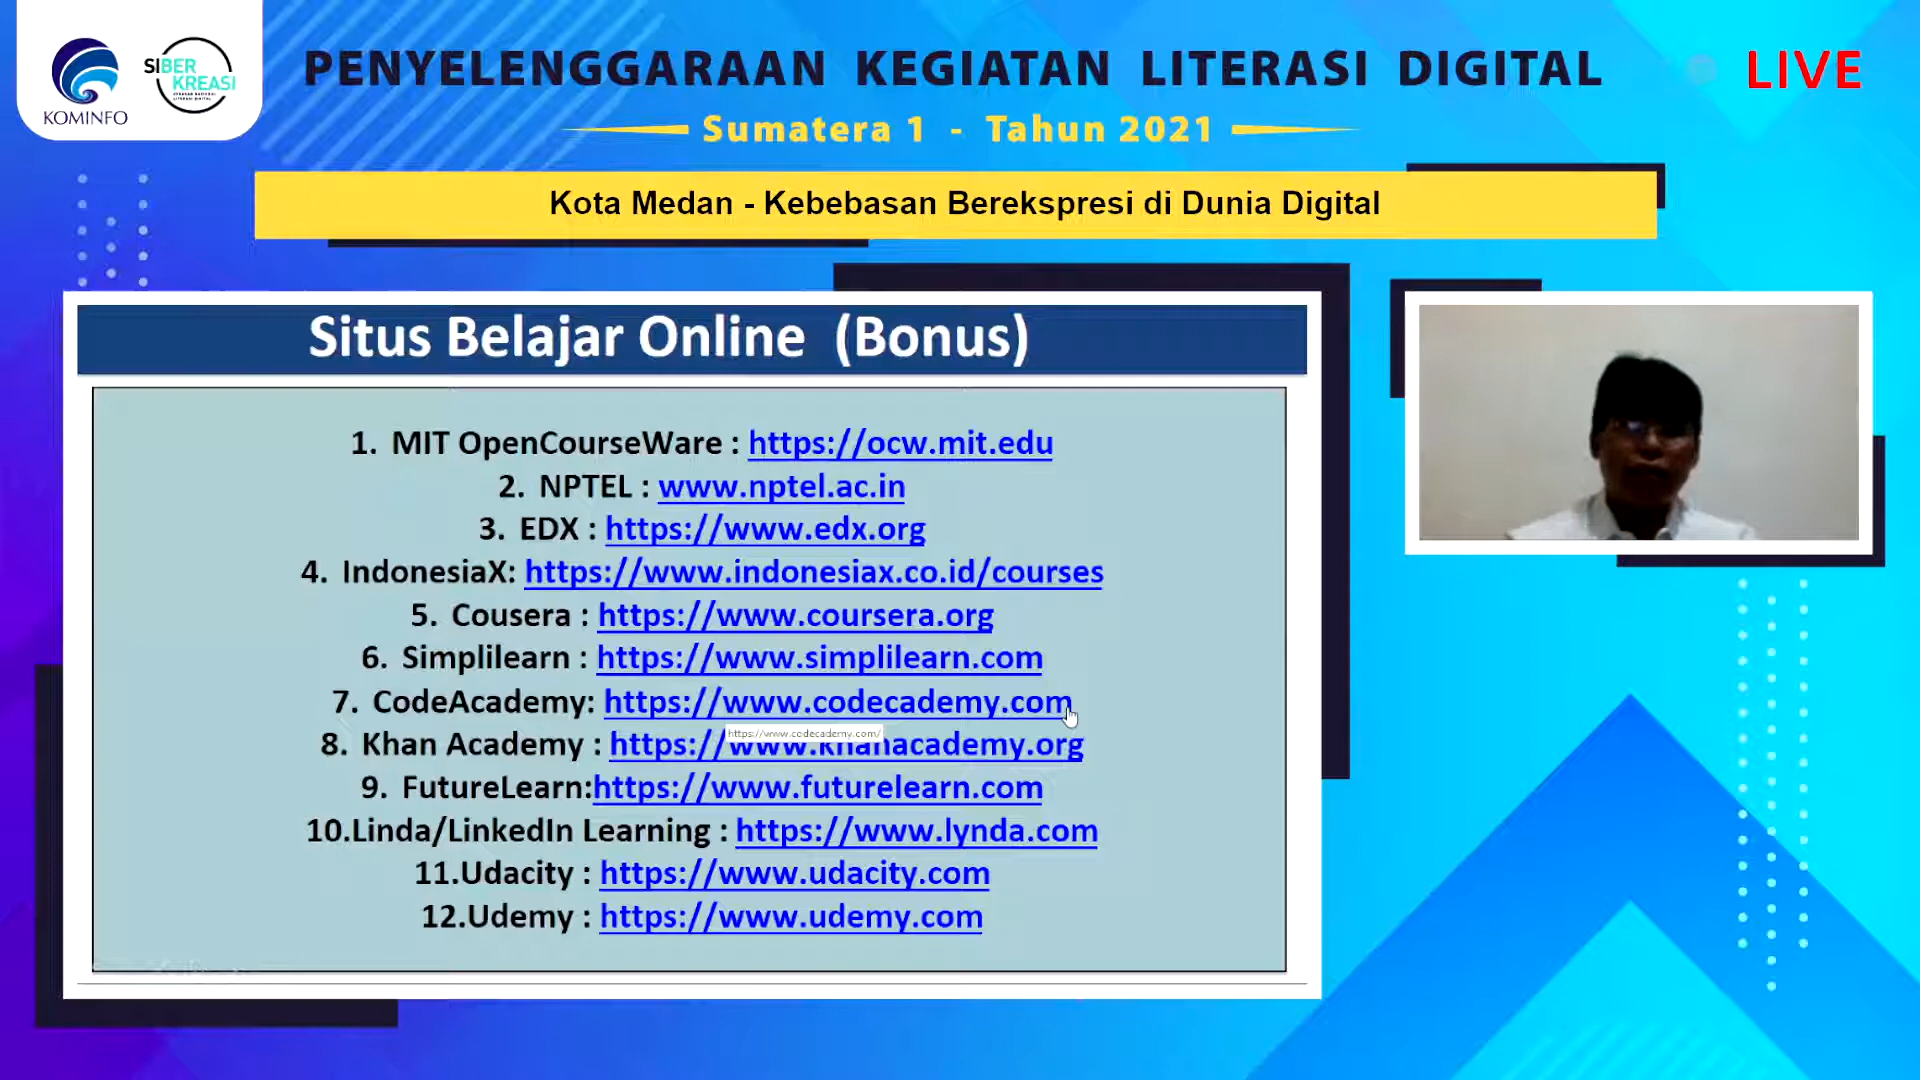 KOMINFO
SIBER
KREASI
PENYELENGGARAAN KEGIATAN LITERASI DIGITAL
LIVE
Sumatera 1 - Tahun 2021
Kota Medan - Kebebasan Berekspresi di Dunia Digital
Situs Belajar Online (Bonus)
1. MIT OpenCourseWare : https://ocw.mit.edu
2. NPTEL : www.nptel.ac.in
3. EDX : https://www.edx.org
4. IndonesiaX: https://www.indonesiax.co.id/courses
5. Cousera : https://www.coursera.org
6. Simplilearn : https://www.simplilearn.com
7. CodeAcademy: https://www.codecademy.com
https://www.codecademy.com/
8. Khan Academy : https://www.khanacademy.org
9. FutureLearn:https://www.futurelearn.com
10.Linda/LinkedIn Learning : https://www.lynda.com
11.Udacity : https://www.udacity.com
12.Udemy : https://www.udemy.com